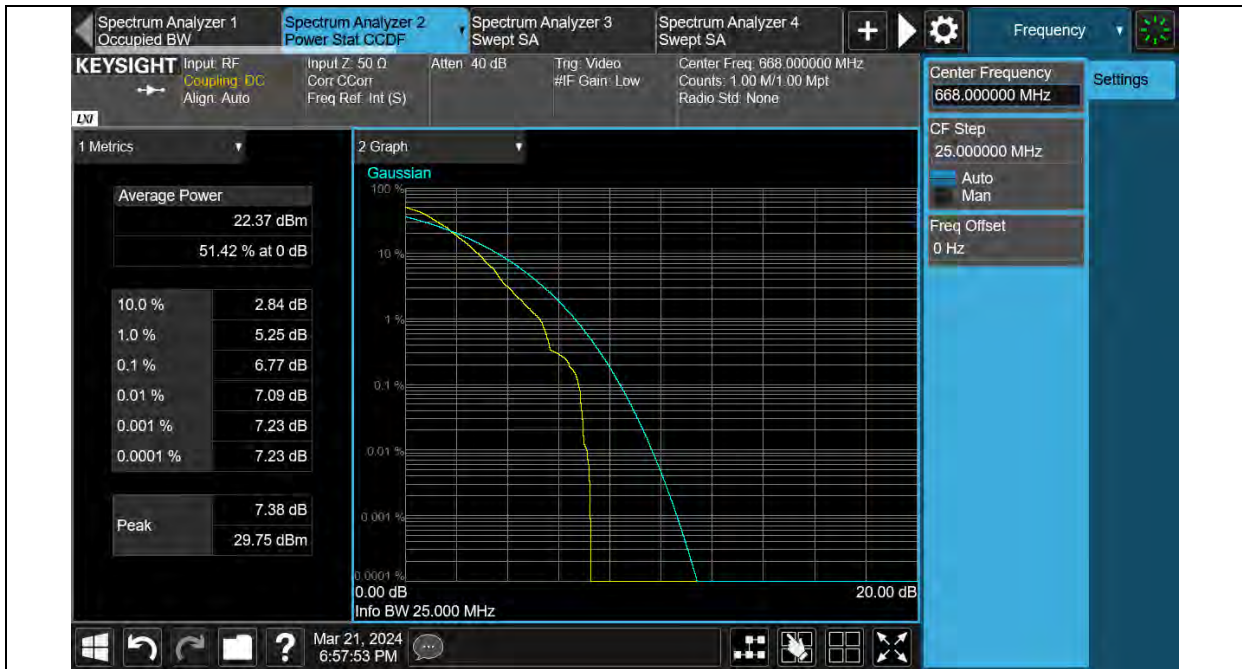 Spectrum Analyzer 1
Occupied BW
Spectrum Analyzer 2
Power Stat CCDF
Spectrum Analyzer 3
Swept SA
Spectrum Analyzer 4
Swept SA
+
Frequency
KEYSIGHT
LXI
Input: RF
Coupling: DC
Align: Auto
Input Z: 50 Ω
Corr CCorr
Freq Ref: Int (S)
Atten: 40 dB
Trig: Video
#IF Gain: Low
Center Freq: 668.000000 MHz
Counts: 1.00 M/1.00 Mpt
Radio Std: None
Center Frequency
668.000000 MHz
Settings
CF Step
25.000000 MHz
Auto
Man
Freq Offset
0 Hz
1 Metrics
Average Power
22.37 dBm
51.42 % at 0 dB
10.0 % 2.84 dB
1.0 % 5.25 dB
0.1 % 6.77 dB
0.01 % 7.09 dB
0.001 % 7.23 dB
0.0001 % 7.23 dB
Peak 7.38 dB
29.75 dBm
2 Graph
Gaussian
100 %
10 %
1 %
0.1 %
0.01 %
0.001 %
0.0001 %
0.00 dB 20.00 dB
Info BW 25.000 MHz
?
Mar 21, 2024
6:57:53 PM